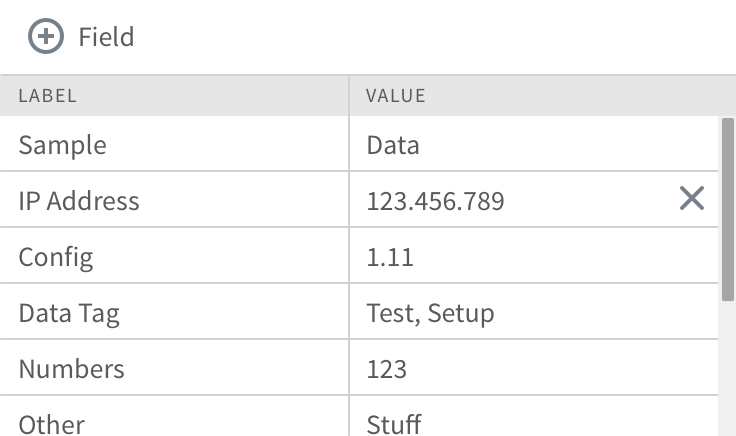 Field
LABEL VALUE
Sample Data
IP Address 123.456.789
Config 1.11
Data Tag Test, Setup
Numbers 123
Other Stuff